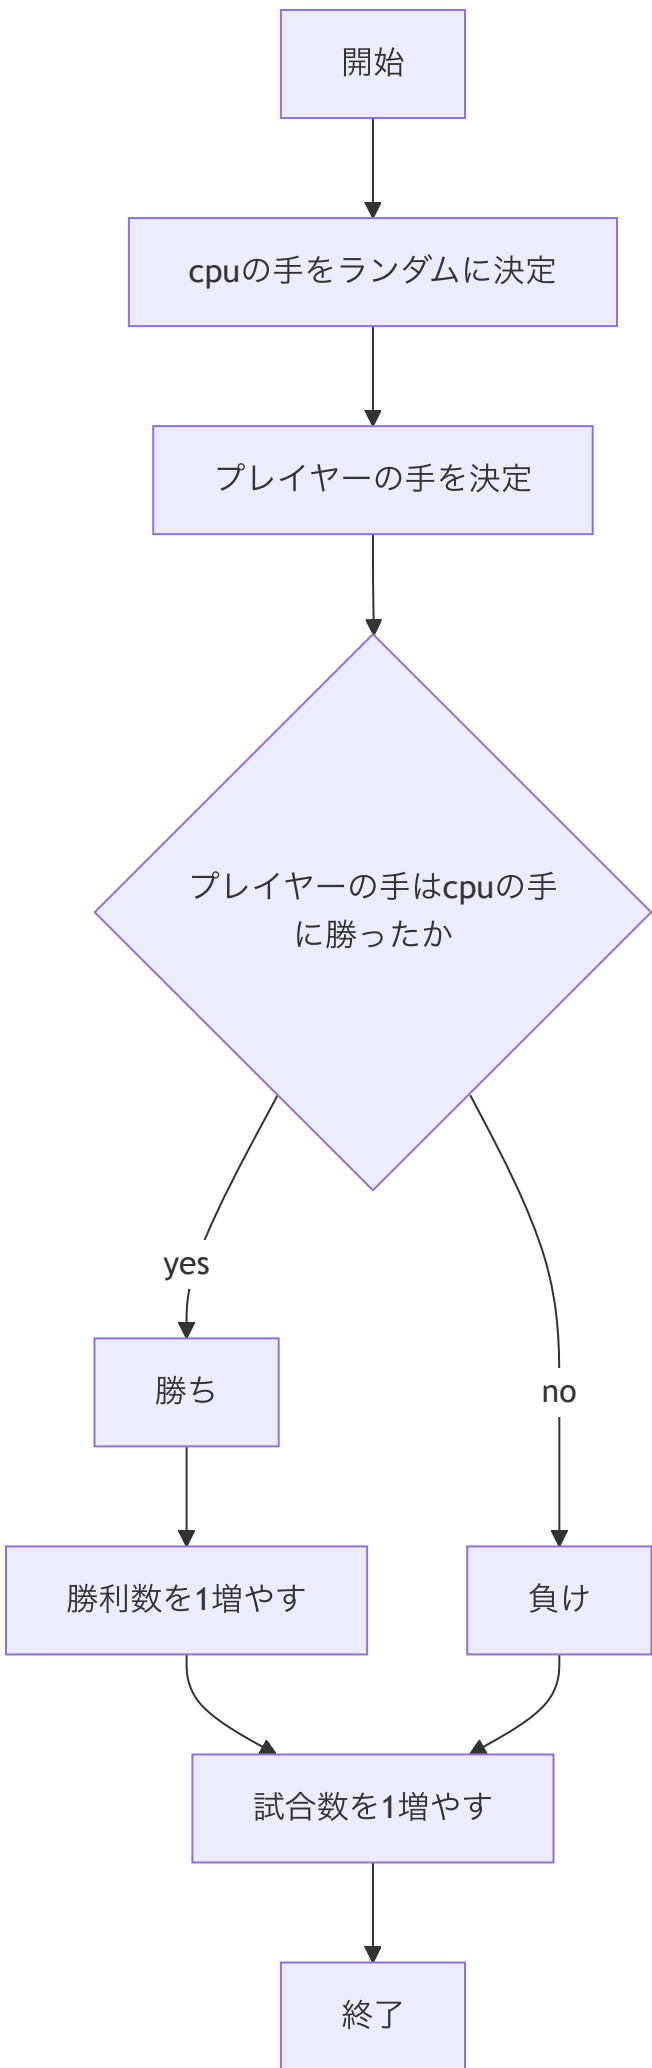 開始
cpuの手をランダムに決定
プレイヤーの手を決定
プレイヤーの手はcpuの手
に勝ったか
yes
勝ち
no
勝利数を1増やす
負け
試合数を1増やす
終了